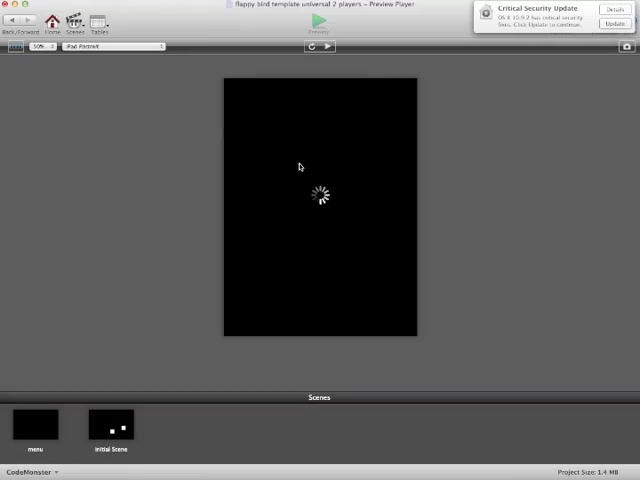 flappy bird template universal 2 players – Preview Player
Critical Security Update
OS X 10.9.2 has critical security
fixes. Click Update to continue.
Details
Update
Back/Forward Home Scenes Tables Preview
50% iPad Portrait
Scenes
menu Initial Scene
CodeMonster Project Size: 1.4 MB